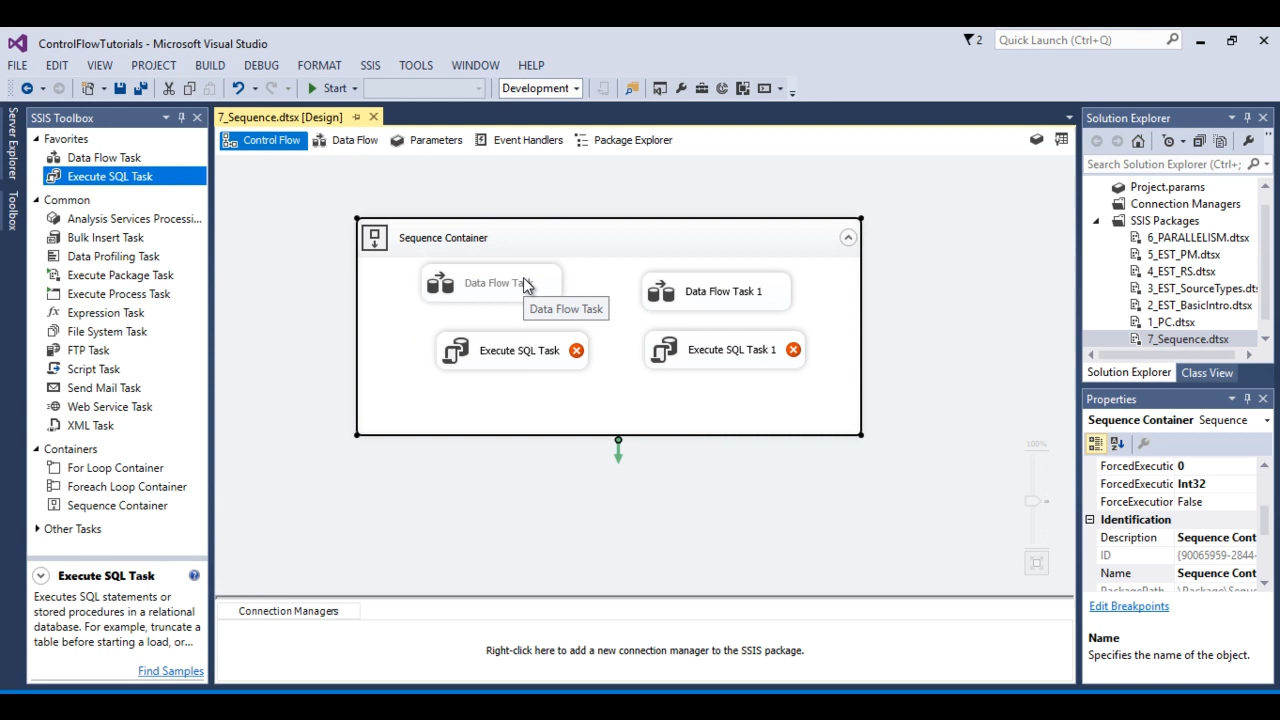 ControlFlowTutorials - Microsoft Visual Studio
2
Quick Launch (Ctrl+Q)
FILE EDIT VIEW PROJECT BUILD DEBUG FORMAT SSIS TOOLS WINDOW HELP
Start
Development
Server Explorer
Toolbox
SSIS Toolbox
Favorites
Data Flow Task
Execute SQL Task
Common
Analysis Services Processi...
Bulk Insert Task
Data Profiling Task
Execute Package Task
Execute Process Task
Expression Task
File System Task
FTP Task
Script Task
Send Mail Task
Web Service Task
XML Task
Containers
For Loop Container
Foreach Loop Container
Sequence Container
Other Tasks
Execute SQL Task
Executes SQL statements or
stored procedures in a relational
database. For example, truncate a
table before starting a load, or...
Find Samples
7_Sequence.dtsx [Design]
Control Flow
Data Flow
Parameters
Event Handlers
Package Explorer
Sequence Container
Data Flow
Data Flow Task
Data Flow Task 1
Execute SQL Task
Execute SQL Task 1
100%
Connection Managers
Right-click here to add a new connection manager to the SSIS package.
Solution Explorer
Search Solution Explorer (Ctrl+;
Project.params
Connection Managers
SSIS Packages
6_PARALLELISM.dtsx
5_EST_PM.dtsx
4_EST_RS.dtsx
3_EST_SourceTypes.dt
2_EST_BasicIntro.dtsx
1_PC.dtsx
7_Sequence.dtsx
Solution Explorer
Class View
Properties
Sequence Container Sequence
ForcedExecutic 0
ForcedExecutic Int32
ForceExecution False
Identification
Description Sequence Cont
ID {90065959-2844-
Name Sequence Cont
Edit Breakpoints
Name
Specifies the name of the object.